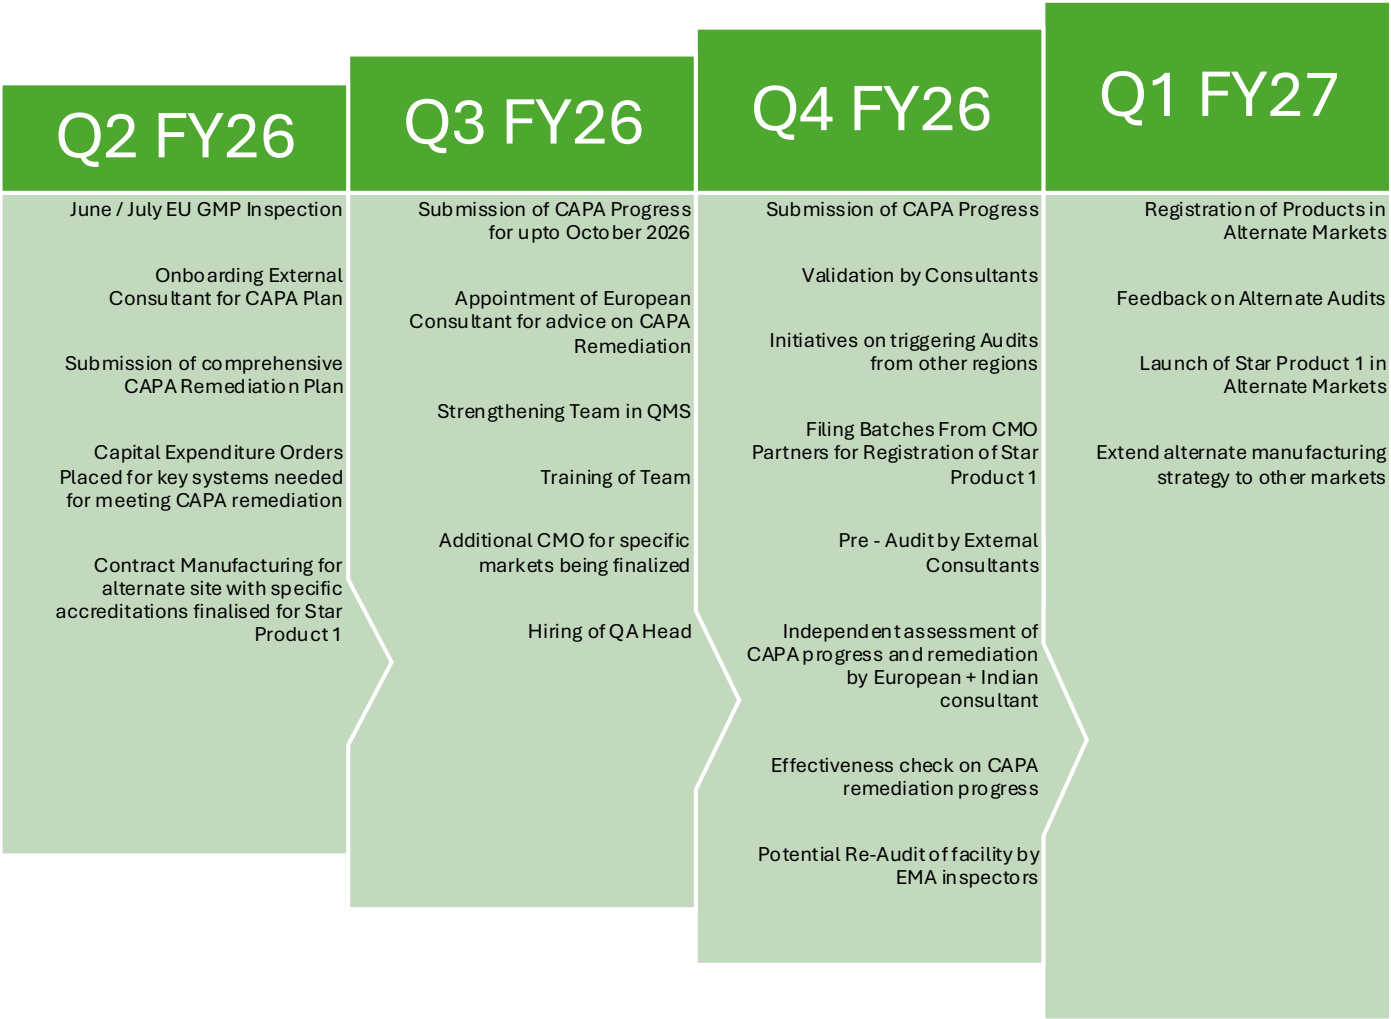 Q2 FY26
June / July EU GMP Inspection
Onboarding External
Consultant for CAPA Plan
Submission of comprehensive
CAPA Remediation Plan
Capital Expenditure Orders
Placed for key systems needed
for meeting CAPA remediation
Contract Manufacturing for
alternate site with specific
accreditations finalised for Star
Product 1
Q3 FY26
Submission of CAPA Progress
for upto October 2026
Appointment of European
Consultant for advice on CAPA
Remediation
Strengthening Team in QMS
Training of Team
Additional CMO for specific
markets being finalized
Hiring of QA Head
Q4 FY26
Submission of CAPA Progress
Validation by Consultants
Initiatives on triggering Audits
from other regions
Filing Batches From CMO
Partners for Registration of Star
Product 1
Pre - Audit by External
Consultants
Independent assessment of
CAPA progress and remediation
by European + Indian
consultant
Effectiveness check on CAPA
remediation progress
Potential Re-Audit of facility by
EMA inspectors
Q1 FY27
Registration of Products in
Alternate Markets
Feedback on Alternate Audits
Launch of Star Product 1 in
Alternate Markets
Extend alternate manufacturing
strategy to other markets